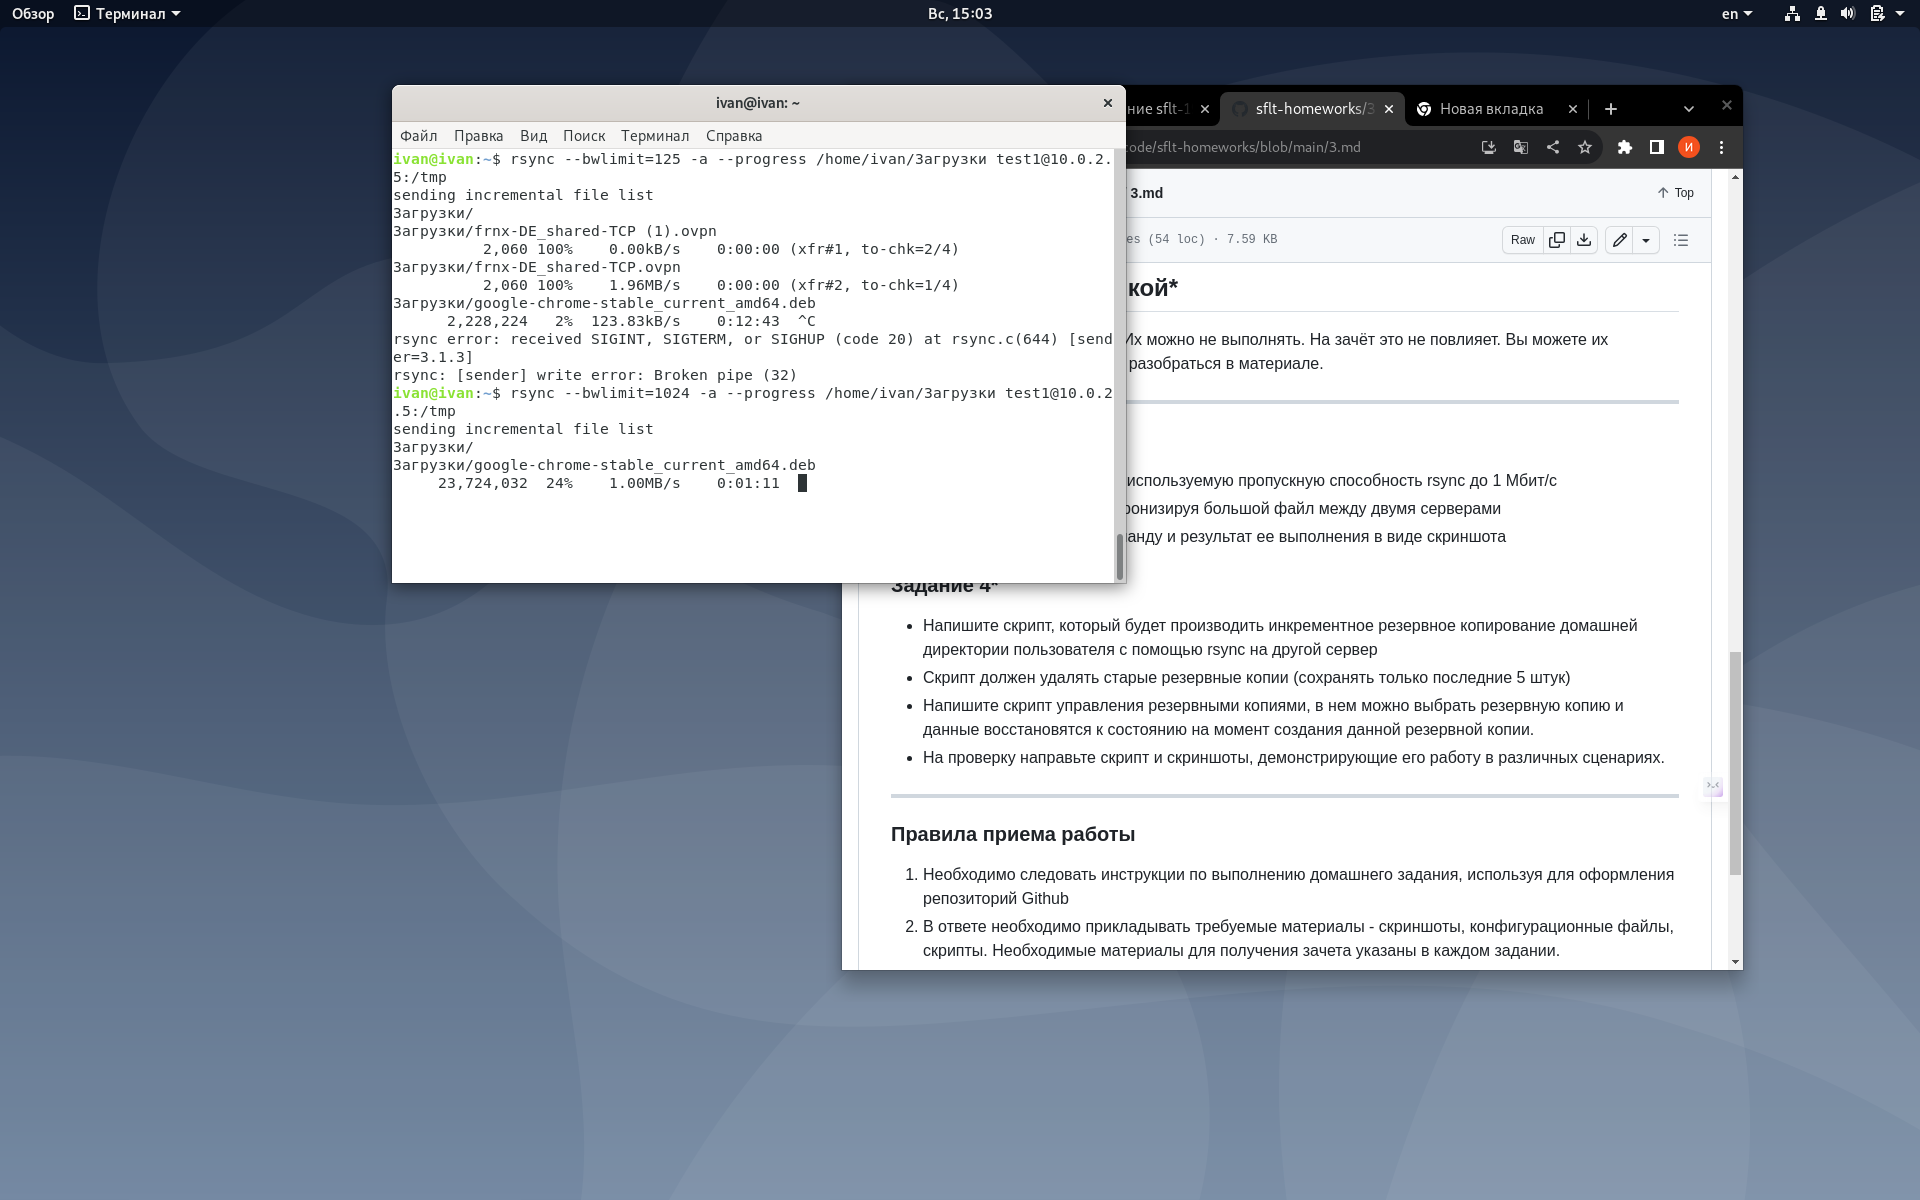 Обзор
Терминал
Вс, 15:03
en
ivan@ivan: ~
Файл Правка Вид Поиск Терминал Справка
ivan@ivan:~$ rsync --bwlimit=125 -a --progress /home/ivan/Загрузки test1@10.0.2.
5:/tmp
sending incremental file list
Загрузки/
Загрузки/frnx-DE_shared-TCP (1).ovpn
2,060 100% 0.00kB/s 0:00:00 (xfr#1, to-chk=2/4)
Загрузки/frnx-DE_shared-TCP.ovpn
2,060 100% 1.96MB/s 0:00:00 (xfr#2, to-chk=1/4)
Загрузки/google-chrome-stable_current_amd64.deb
2,228,224 2% 123.83kB/s 0:12:43 ^C
rsync error: received SIGINT, SIGTERM, or SIGHUP (code 20) at rsync.c(644) [send
er=3.1.3]
rsync: [sender] write error: Broken pipe (32)
ivan@ivan:~$ rsync --bwlimit=1024 -a --progress /home/ivan/Загрузки test1@10.0.2
.5:/tmp
sending incremental file list
Загрузки/
Загрузки/google-chrome-stable_current_amd64.deb
23,724,032 24% 1.00MB/s 0:01:11
ние sflt-1
sflt-homeworks/3
Новая вкладка
code/sflt-homeworks/blob/main/3.md
И
3.md
Top
es (54 loc) · 7.59 KB
Raw
кой*
Их можно не выполнять. На зачёт это не повлияет. Вы можете их
разобраться в материале.
используемую пропускную способность rsync до 1 Мбит/с
ронизируя большой файл между двумя серверами
анду и результат ее выполнения в виде скриншота
Задание 4*
Напишите скрипт, который будет производить инкрементное резервное копирование домашней
директории пользователя с помощью rsync на другой сервер
Скрипт должен удалять старые резервные копии (сохранять только последние 5 штук)
Напишите скрипт управления резервными копиями, в нем можно выбрать резервную копию и
данные восстановятся к состоянию на момент создания данной резервной копии.
На проверку направьте скрипт и скриншоты, демонстрирующие его работу в различных сценариях.
Правила приема работы
1. Необходимо следовать инструкции по выполнению домашнего задания, используя для оформления
репозиторий Github
2. В ответе необходимо прикладывать требуемые материалы - скриншоты, конфигурационные файлы,
скрипты. Необходимые материалы для получения зачета указаны в каждом задании.